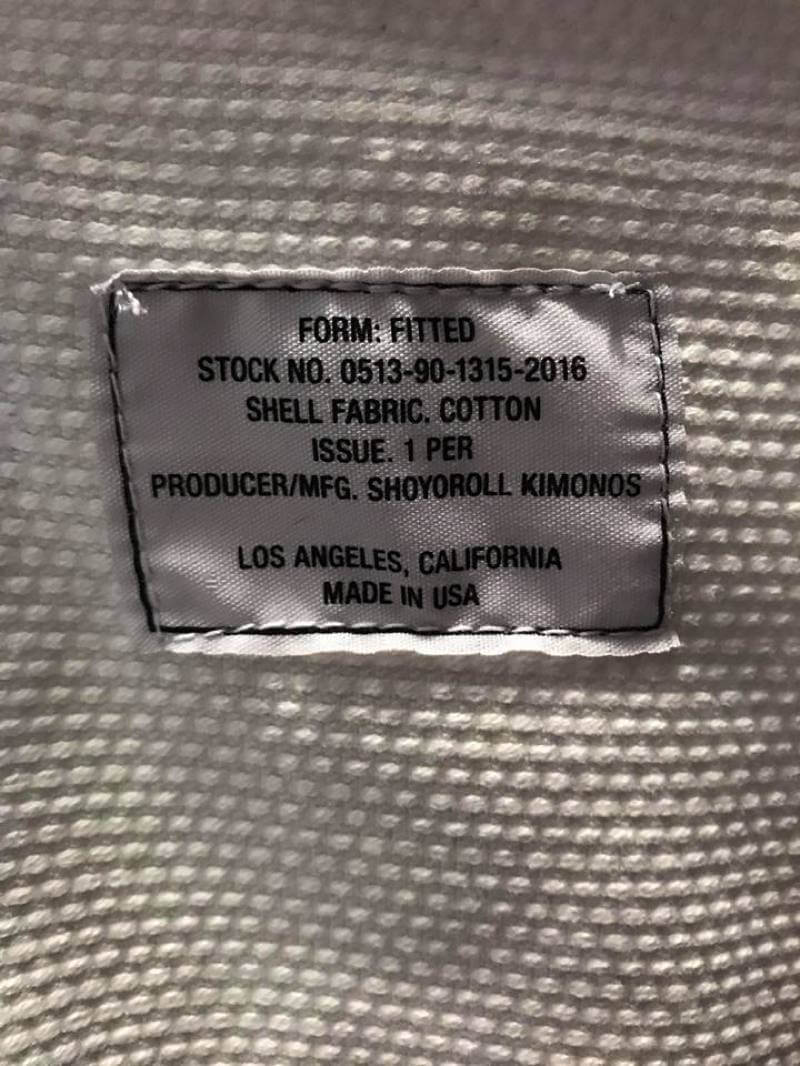 FORM: FITTED
STOCK NO. 0513-90-1315-2016
SHELL FABRIC. COTTON
ISSUE. 1 PER
PRODUCER/MFG. SHOYOROLL KIMONOS
LOS ANGELES, CALIFORNIA
MADE IN USA